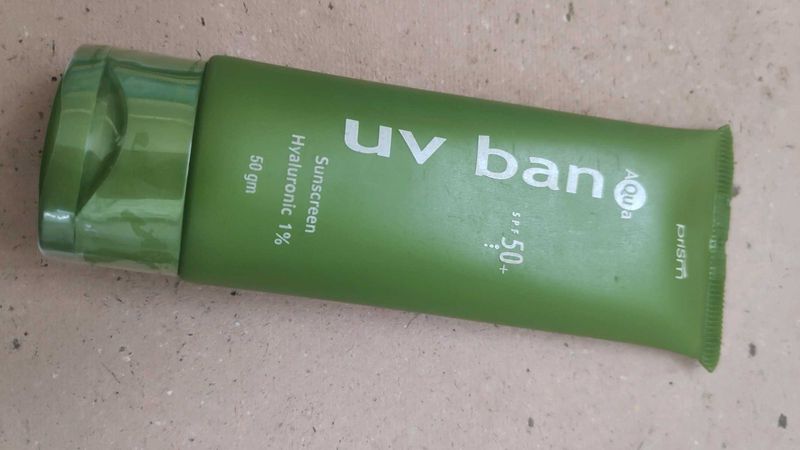 prism
uv ban AQua
SPF 50+
Sunscreen
Hyaluronic 1%
50 gm